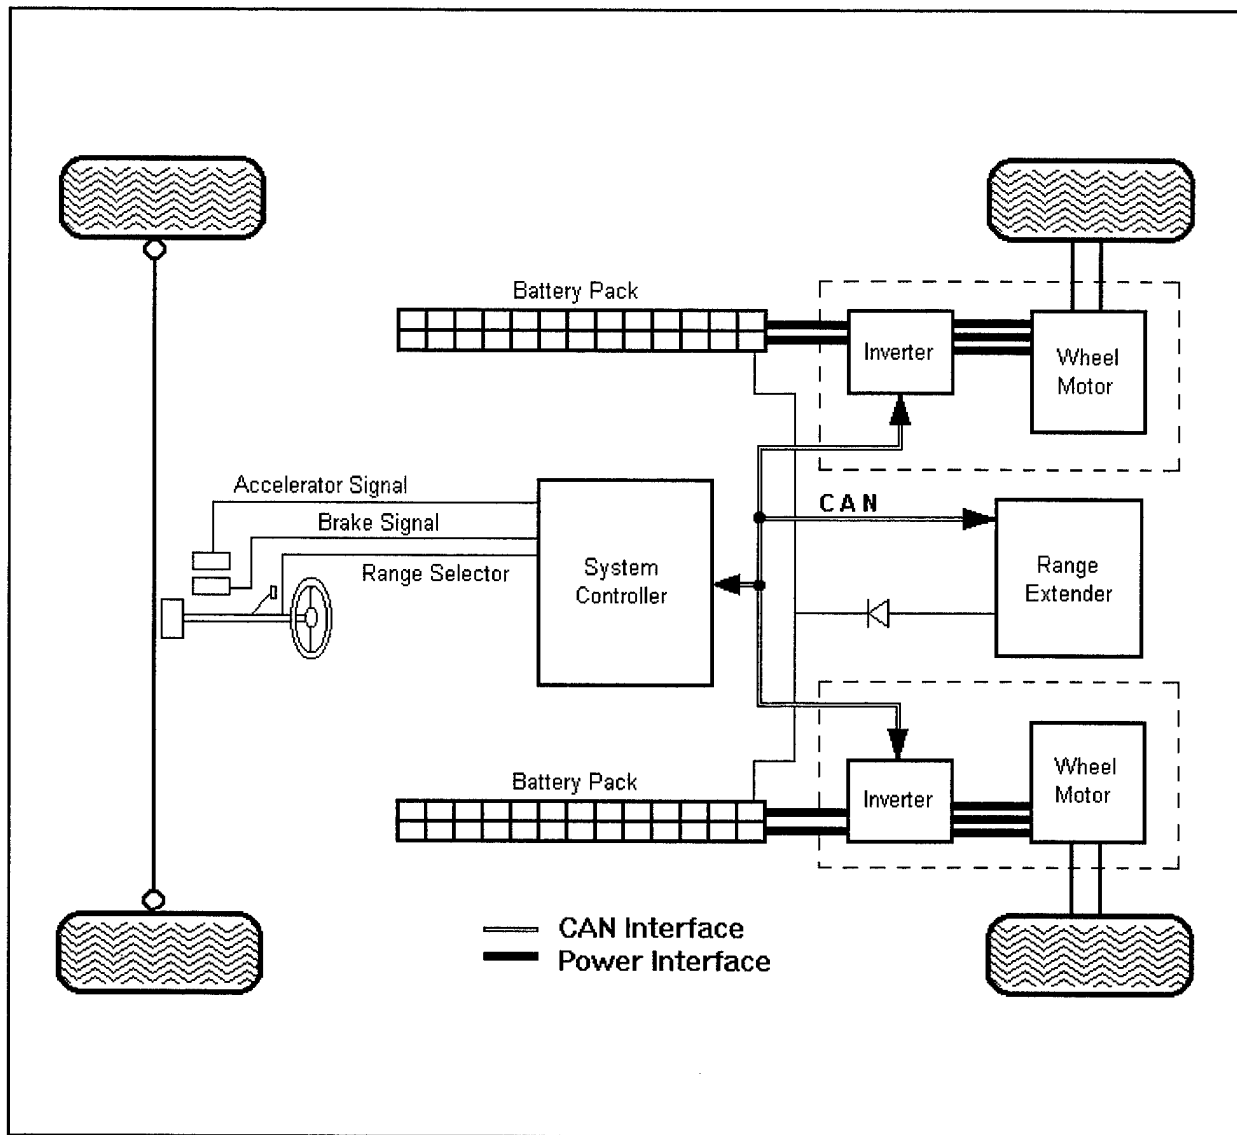 Battery Pack
Inverter
Wheel
Motor
Accelerator Signal
Brake Signal
Range Selector
System
Controller
CAN
Range
Extender
Battery Pack
Inverter
Wheel
Motor
CAN Interface
Power Interface